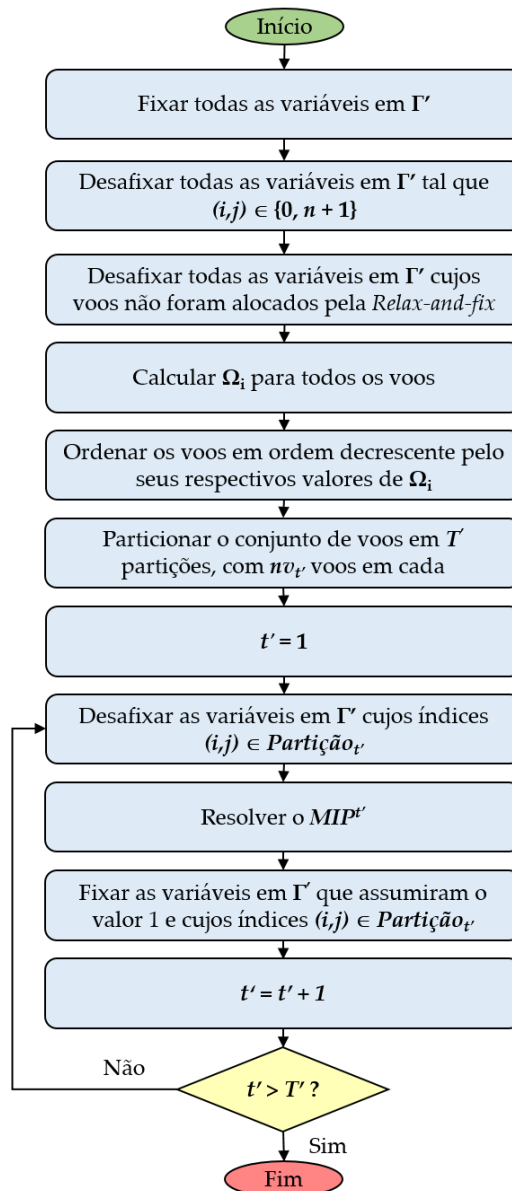 Início
Fixar todas as variáveis em Γ′
Desafixar todas as variáveis em Γ′ tal que
(i,j) ∈ {0, n + 1}
Desafixar todas as variáveis em Γ′ cujos
voos não foram alocados pela Relax-and-fix
Calcular Ωᵢ para todos os voos
Ordenar os voos em ordem decrescente pelo
seus respectivos valores de Ωᵢ
Particionar o conjunto de voos em T′
partições, com nv_t′ voos em cada
t′ = 1
Desafixar as variáveis em Γ′ cujos índices
(i,j) ∈ Partição_t′
Resolver o MIP^t′
Fixar as variáveis em Γ′ que assumiram o
valor 1 e cujos índices (i,j) ∈ Partição_t′
t‘ = t′ + 1
Não
t′ > T′ ?
Sim
Fim